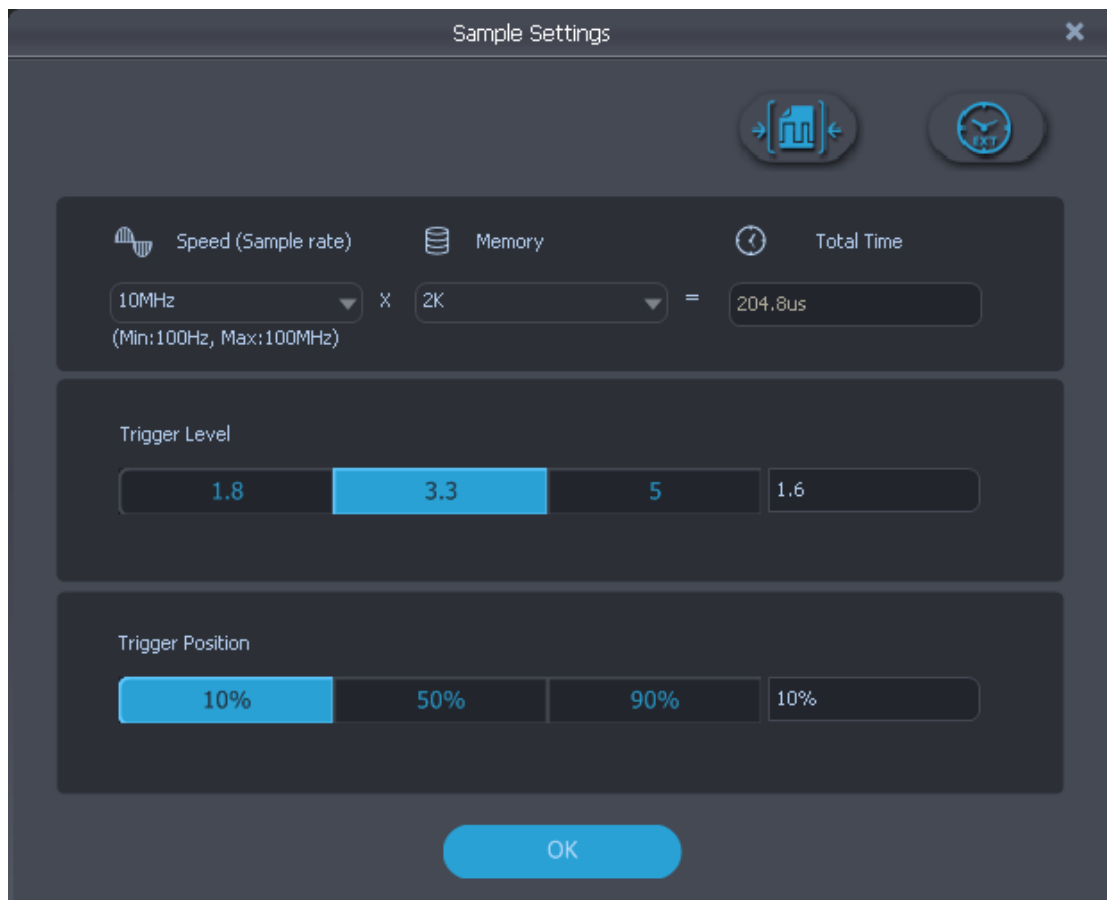 Sample Settings
EXT
Speed (Sample rate) Memory Total Time
10MHz X 2K = 204.8us
(Min:100Hz, Max:100MHz)
Trigger Level
1.8 3.3 5 1.6
Trigger Position
10% 50% 90% 10%
OK